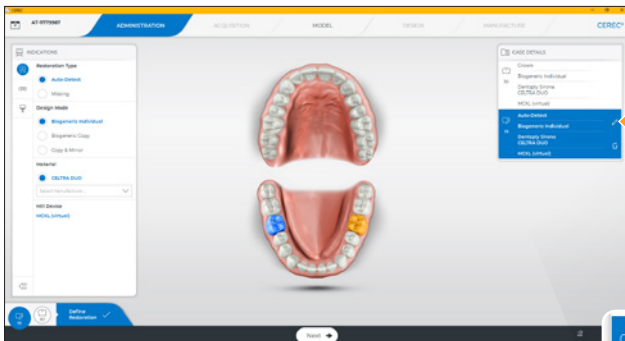 CEREC
ADMINISTRATION
ACQUISITION
MODEL
DESIGN
MANUFACTURE
CEREC®
INDICATIONS
Restoration Type
Auto-Detect
Missing
Design Mode
Biogeneric Individual
Biogeneric Copy
Copy & Mirror
Material
CELTRA DUO
Select Manufacturer...
Mill Device
MCXL (virtual)
Define
Restoration
CASE DETAILS
Crown
Biogeneric Individual
Dentsply Sirona
CELTRA DUO
MCXL (virtual)
Auto-Detect
Biogeneric Individual
Dentsply Sirona
CELTRA DUO
MCXL (virtual)
Next